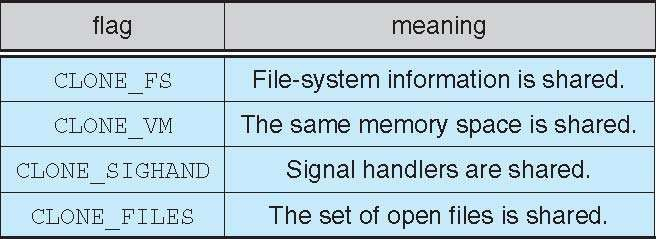 flag meaning
CLONE_FS File-system information is shared.
CLONE_VM The same memory space is shared.
CLONE_SIGHAND Signal handlers are shared.
CLONE_FILES The set of open files is shared.